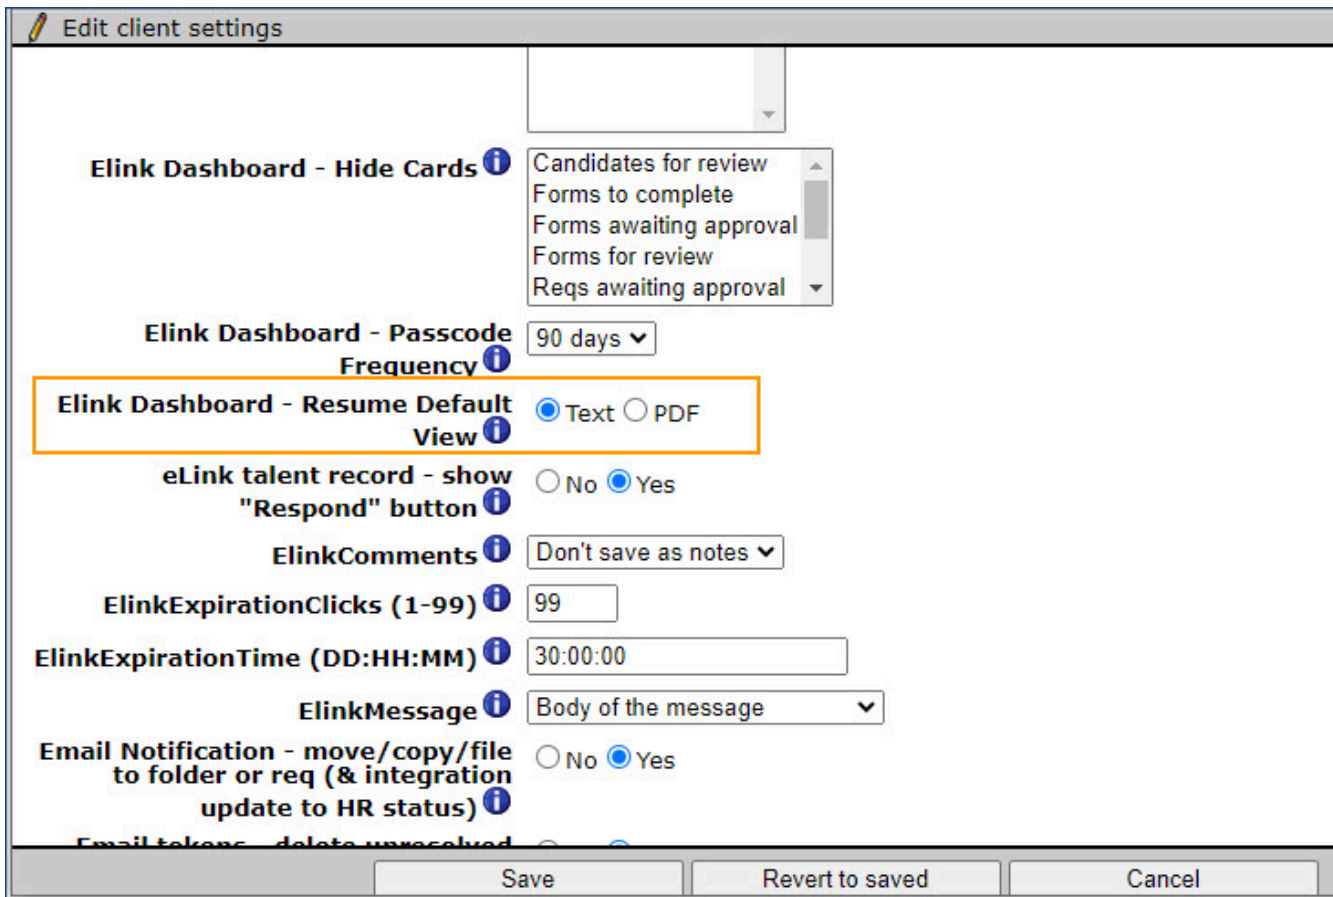 Edit client settings
Elink Dashboard - Hide Cards
Candidates for review
Forms to complete
Forms awaiting approval
Forms for review
Reqs awaiting approval
Elink Dashboard - Passcode
Frequency
90 days
Elink Dashboard - Resume Default
View
Text PDF
eLink talent record - show
"Respond" button
No Yes
ElinkComments
Don't save as notes
ElinkExpirationClicks (1-99)
99
ElinkExpirationTime (DD:HH:MM)
30:00:00
ElinkMessage
Body of the message
Email Notification - move/copy/file
to folder or req (& integration
update to HR status)
No Yes
Email tokens - delete unresolved
Save Revert to saved Cancel